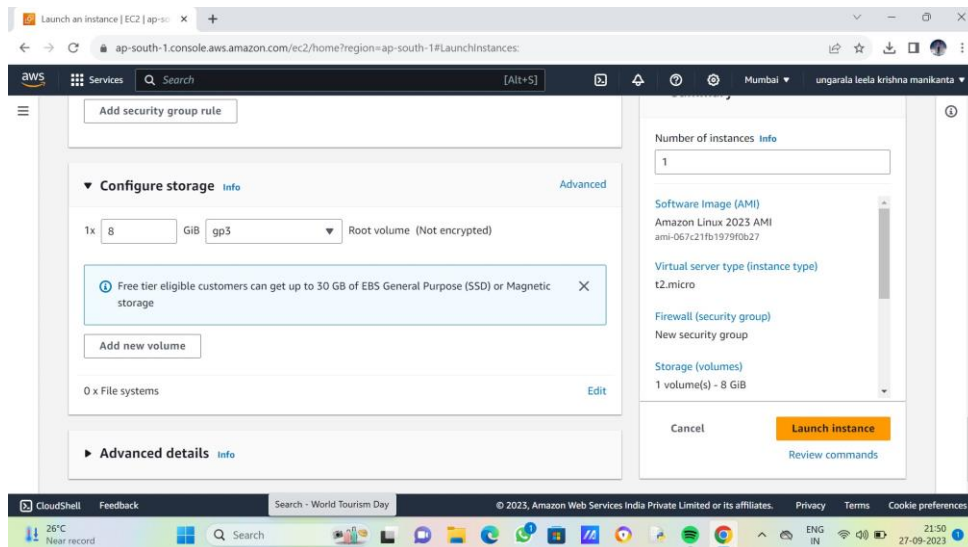 Launch an instance | EC2 | ap-so
ap-south-1.console.aws.amazon.com/ec2/home?region=ap-south-1#LaunchInstances:
aws Services Search [Alt+S] Mumbai ungarala leela krishna manikanta
Add security group rule
Configure storage Info Advanced
1x 8 GiB gp3 Root volume (Not encrypted)
Free tier eligible customers can get up to 30 GB of EBS General Purpose (SSD) or Magnetic
storage
Add new volume
0 x File systems Edit
Advanced details Info
Number of instances Info
1
Software Image (AMI)
Amazon Linux 2023 AMI
ami-067c21fb1979f0b27
Virtual server type (instance type)
t2.micro
Firewall (security group)
New security group
Storage (volumes)
1 volume(s) - 8 GiB
Cancel Launch instance
Review commands
CloudShell Feedback Search - World Tourism Day © 2023, Amazon Web Services India Private Limited or its affiliates. Privacy Terms Cookie preferences
26°C
Near record
Search
ENG
IN
21:50
27-09-2023